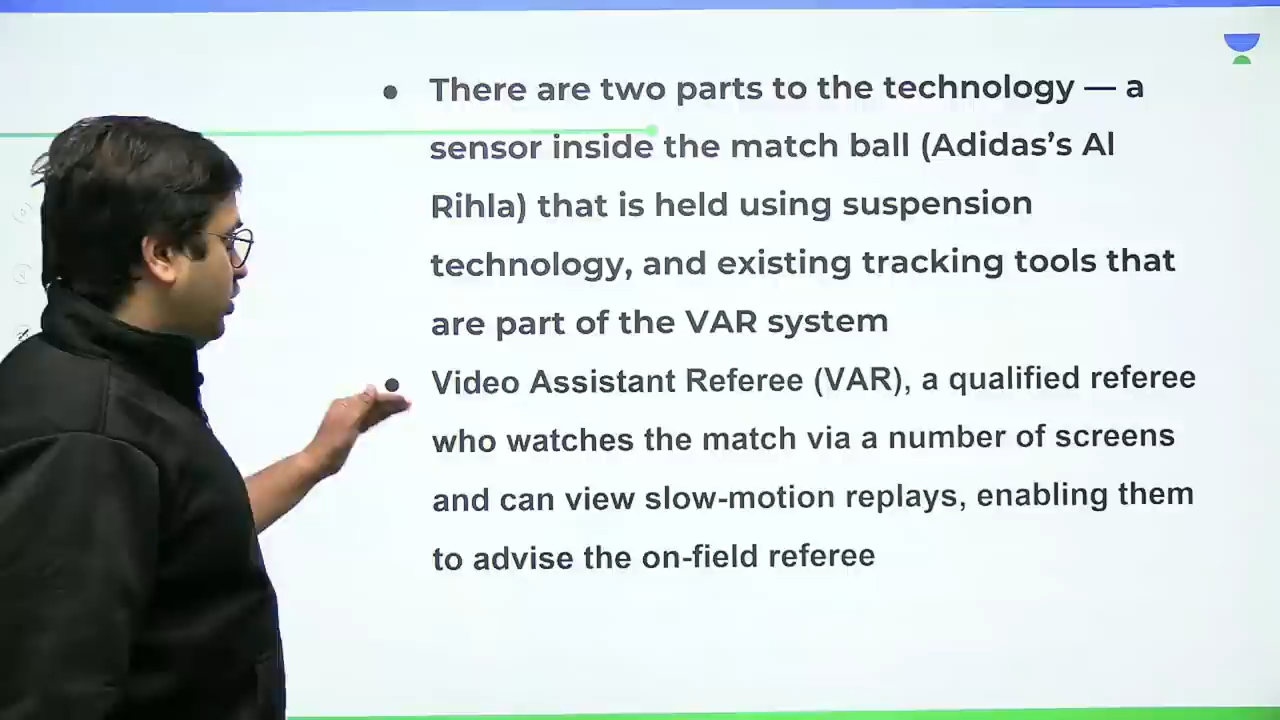 There are two parts to the technology — a
sensor inside the match ball (Adidas’s Al
Rihla) that is held using suspension
technology, and existing tracking tools that
are part of the VAR system
Video Assistant Referee (VAR), a qualified referee
who watches the match via a number of screens
and can view slow-motion replays, enabling them
to advise the on-field referee